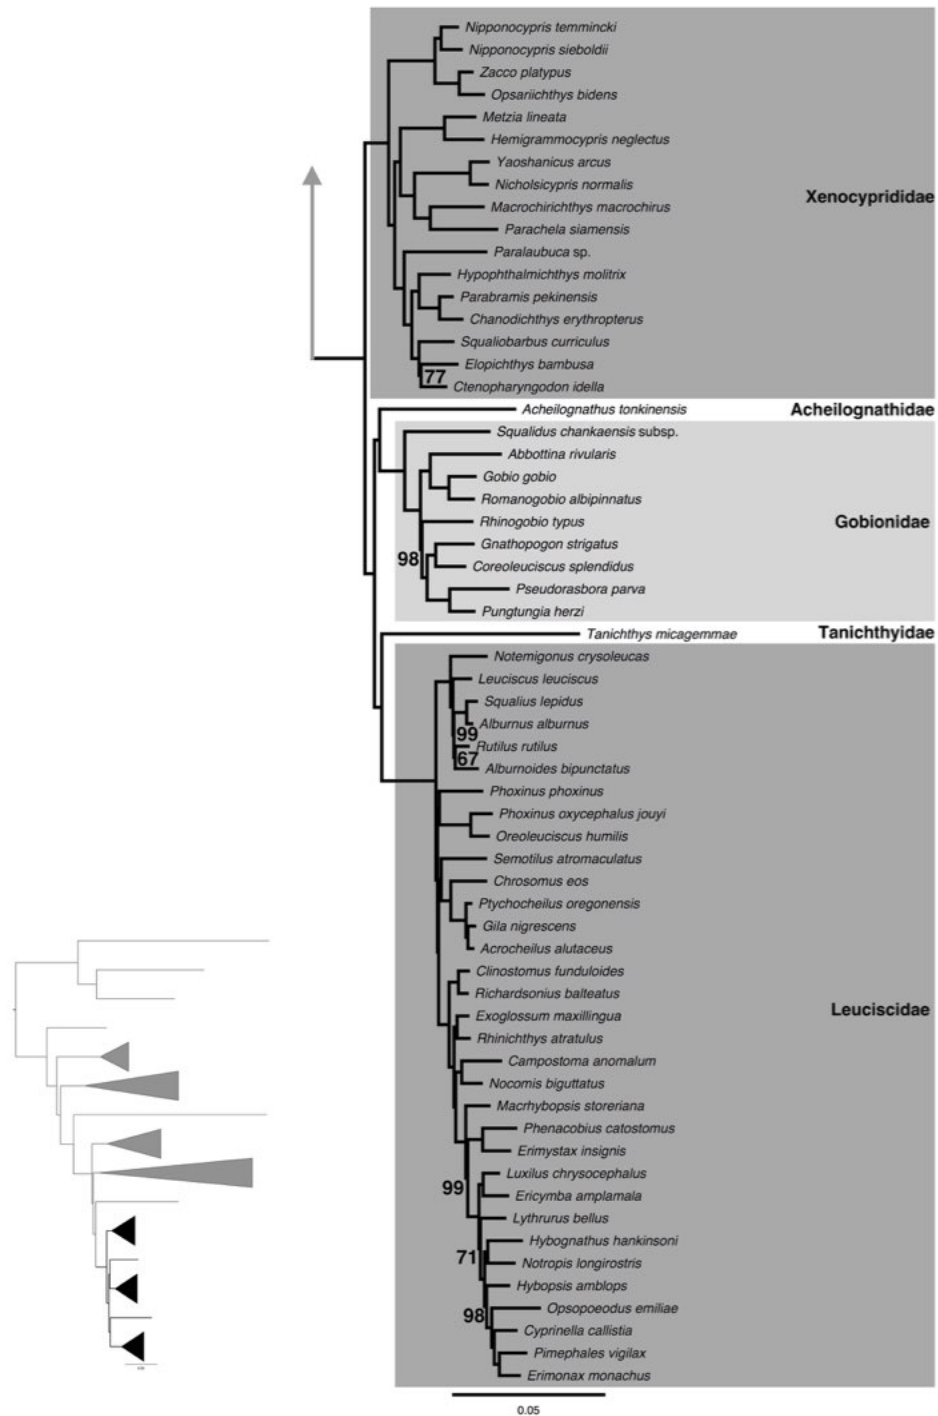 Nipponocypris temmincki
Nipponocypris sieboldii
Zacco platypus
Opsariichthys bidens
Metzia lineata
Hemigrammocypris neglectus
Yaoshanicus arcus
Nicholsicypris normalis
Xenocyprididae
Macrochirichthys macrochirus
Parachela siamensis
Paralaubuca sp.
Hypophthalmichthys molitrix
Parabramis pekinensis
Chanodichthys erythropterus
Squaliobarbus curriculus
Elopichthys bambusa
77
Ctenopharyngodon idella
Acheilognathus tonkinensis Acheilognathidae
Squalidus chankaensis subsp.
Abbottina rivularis
Gobio gobio
Romanogobio albipinnatus
Rhinogobio typus Gobionidae
Gnathopogon strigatus
98
Coreoleuciscus splendidus
Pseudorasbora parva
Pungtungia herzi
Tanichthys micagemmae Tanichthyidae
Notemigonus crysoleucas
Leuciscus leuciscus
Squalius lepidus
Alburnus alburnus
99
Rutilus rutilus
67
Alburnoides bipunctatus
Phoxinus phoxinus
Phoxinus oxycephalus jouyi
Oreoleuciscus humilis
Semotilus atromaculatus
Chrosomus eos
Ptychocheilus oregonensis
Gila nigrescens
Acrocheilus alutaceus
Clinostomus funduloides
Richardsonius balteatus
Leuciscidae
Exoglossum maxillingua
Rhinichthys atratulus
Campostoma anomalum
Nocomis biguttatus
Macrhybopsis storeriana
Phenacobius catostomus
Erimystax insignis
Luxilus chrysocephalus
99
Ericymba amplamala
Lythrurus bellus
Hybognathus hankinsoni
71
Notropis longirostris
Hybopsis amblops
Opsopoeodus emiliae
98
Cyprinella callistia
Pimephales vigilax
Erimonax monachus
0.05